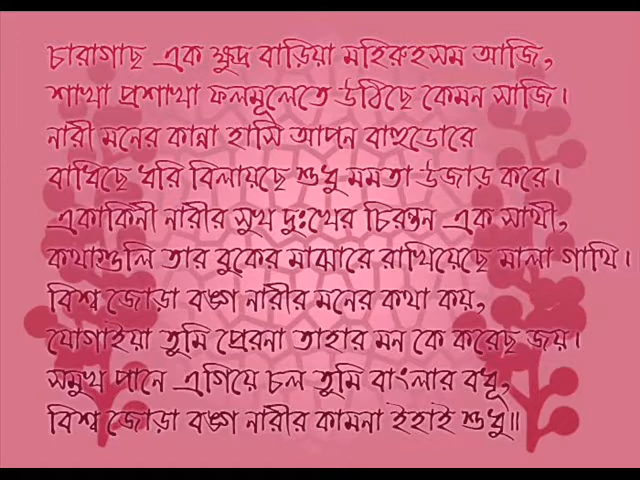 চারাগাছ এক ক্ষুদ্র বাড়িয়া মহিরুহসম আজি,
শাখা প্রশাখা ফলমূলেতে উঠিছে কেমন সাজি।
নারী মনের কান্না হাসি আপন বাহুডোরে
বাধিছে ধরি বিলায়ছে শুধু মমতা উজাড় করে।
একাকিনী নারীর সুখ দুঃখের চিরন্তন এক সাথী,
কথাগুলি তার বুকের মাঝারে রাখিয়েছে মালা গাথি।
বিশ্ব জোড়া বঙ্গ নারীর মনের কথা কয়,
যোগাইয়া তুমি প্রেরনা তাহার মন কে করেছ জয়।
সমুখ পানে এগিয়ে চল তুমি বাংলার বধূ,
বিশ্ব জোড়া বঙ্গ নারীর কামনা ইহাই শুধু॥